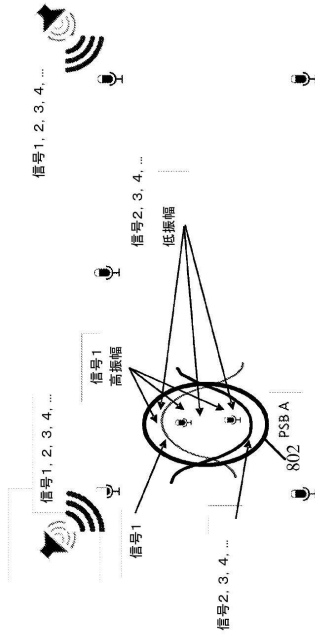 信号1, 2, 3, 4, ...
信号1, 2, 3, 4, ...
信号1
高振幅
信号2, 3, 4, ...
低振幅
信号1
信号2, 3, 4, ...
802
PSB A